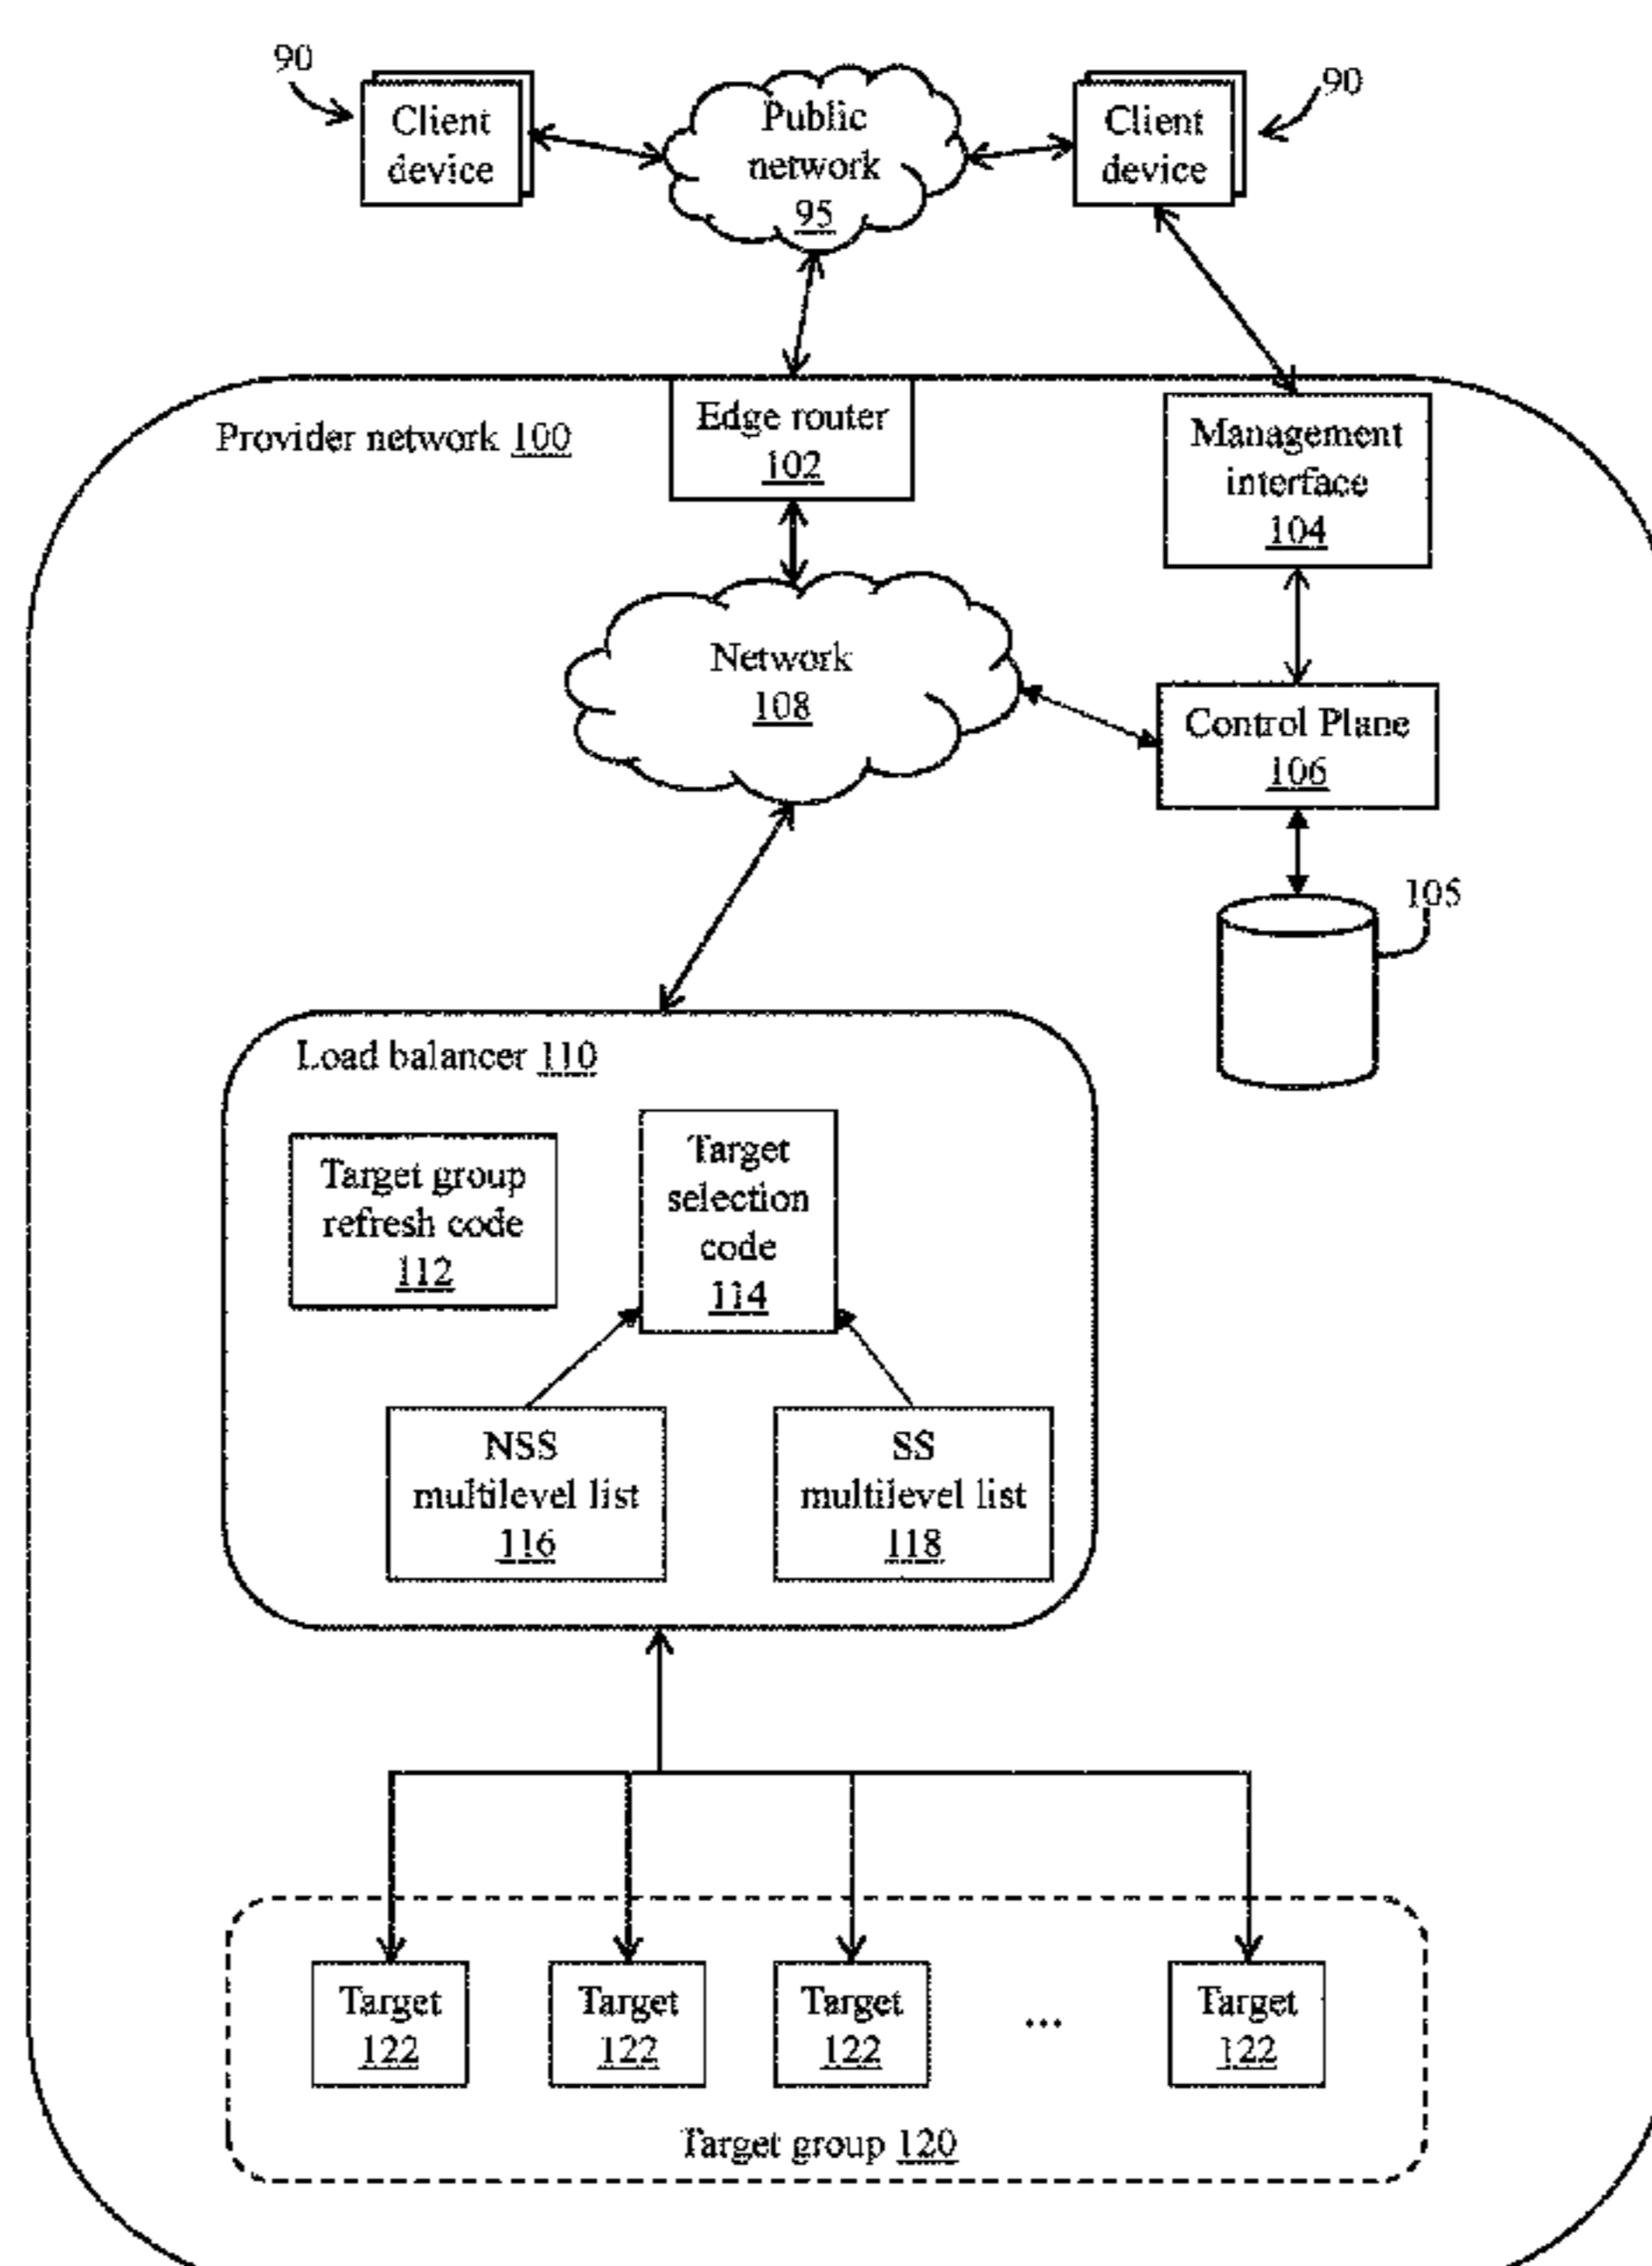 90
Client
device
Public
network
95
Client
device
90
Provider network 100
Edge router
102
Management
interface
104
Network
108
Control Plane
106
105
Load balancer 110
Target group
refresh code
112
Target
selection
code
114
NSS
multilevel list
116
SS
multilevel list
118
Target
122
Target
122
Target
122
...
Target
122
Target group 120